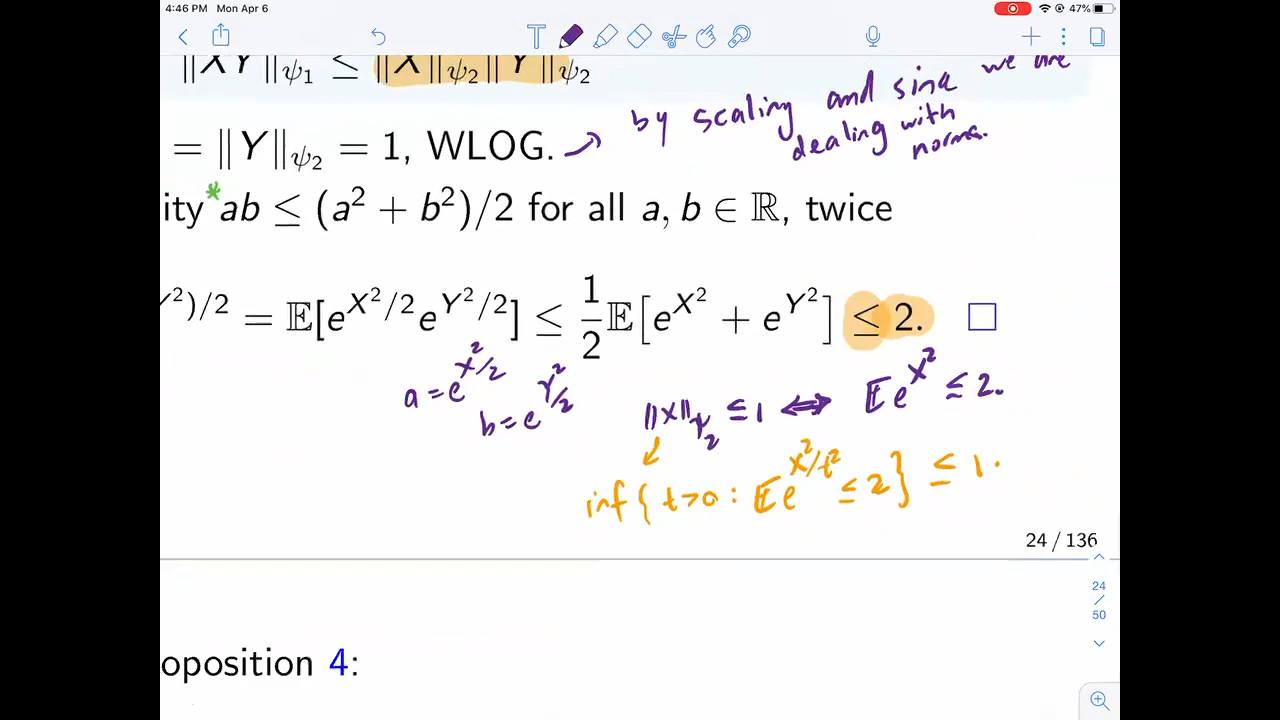 4:46 PM Mon Apr 6
47%
‖XY‖ψ₁ ≤ ‖X‖ψ₂‖Y‖ψ₂
by scaling and since we are
dealing with
norms.
= ‖Y‖ψ₂ = 1, WLOG.
ity *ab ≤ (a² + b²)/2 for all a, b ∈ ℝ, twice
Y²)/2 = 𝔼[e^{X²/2} e^{Y²/2}] ≤ 1/2 𝔼[e^{X²} + e^{Y²}] ≤ 2. □
a = e^{X²/2}
b = e^{Y²/2}
‖X‖ψ₂ ≤ 1 ⟺ 𝔼e^{X²} ≤ 2.
inf{ t>0 : 𝔼e^{X²/t²} ≤ 2} ≤ 1.
24 / 136
24
/
50
oposition 4: